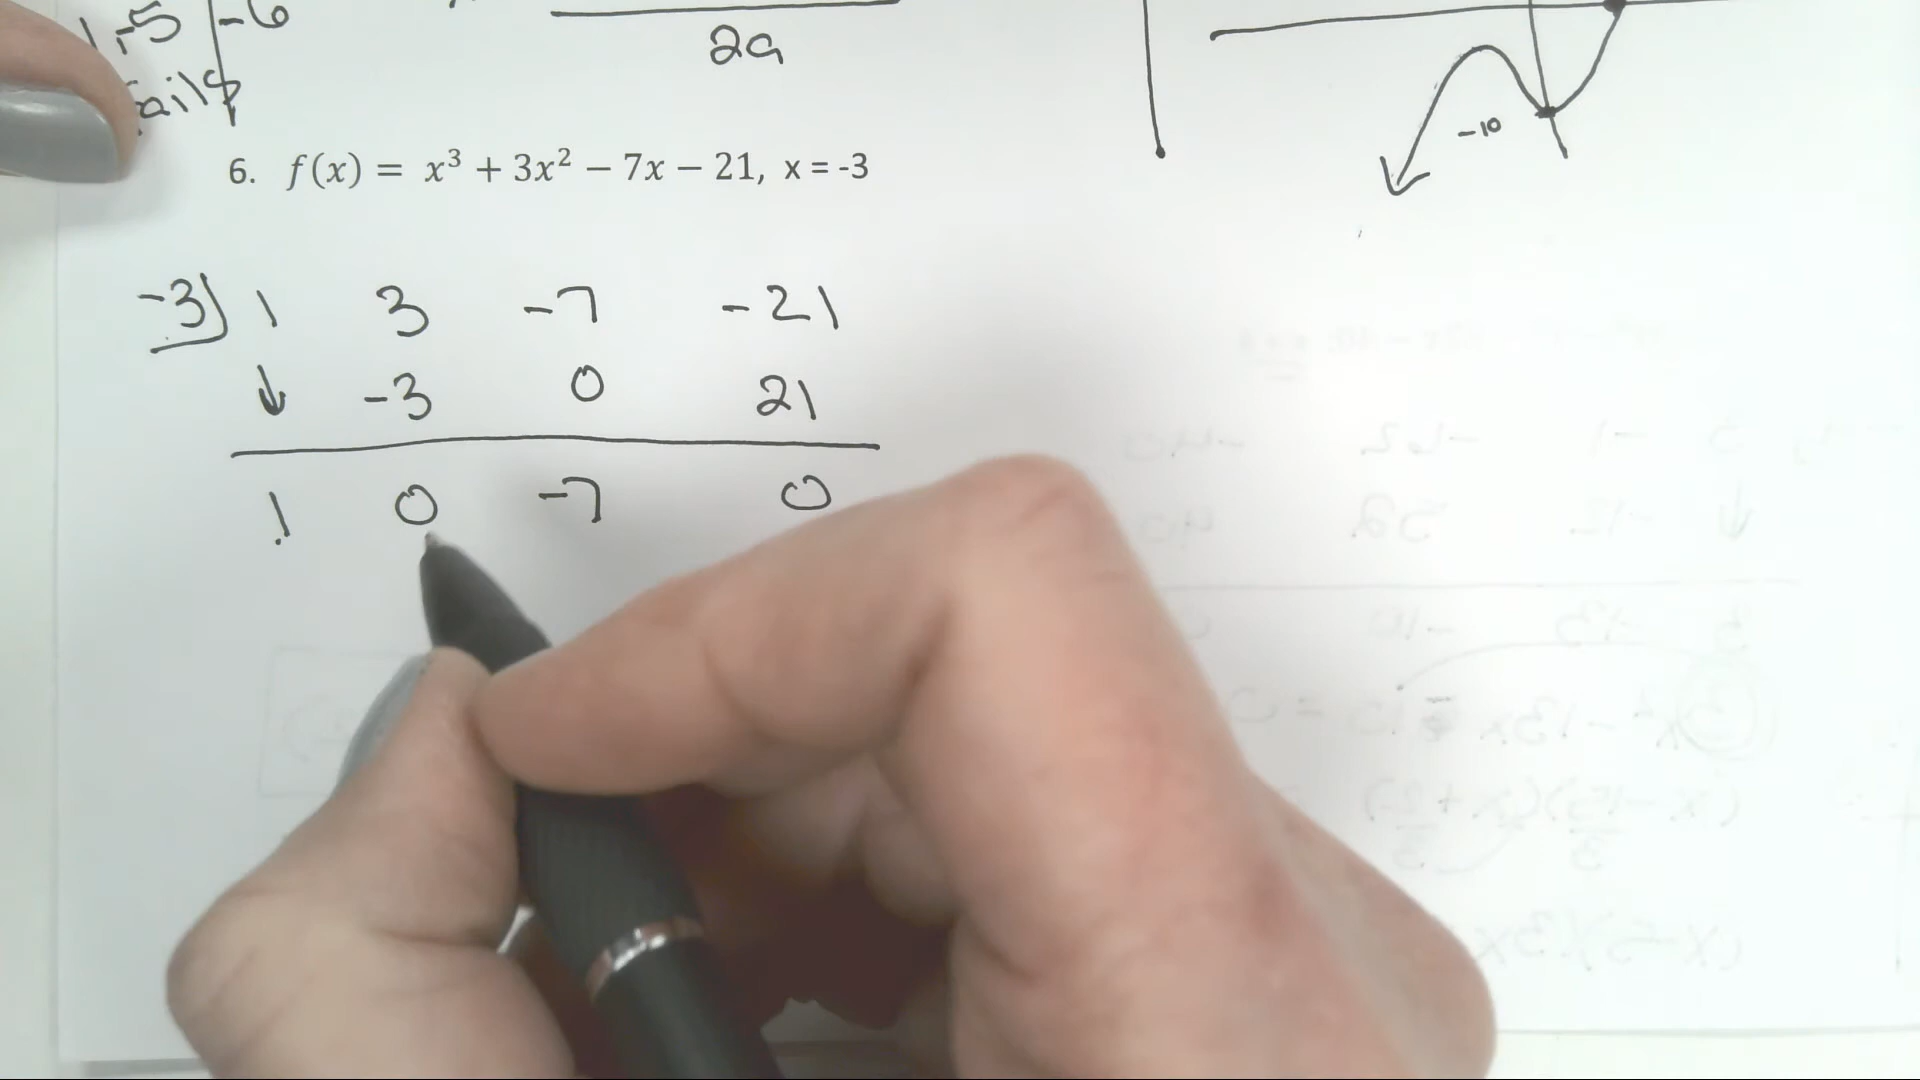 1,-5 | -6
fails
2a
-10
6. f(x) = x³ + 3x² − 7x − 21, x = -3
-3 1 3 -7 -21
↓ -3 0 21
1 0 -7 0